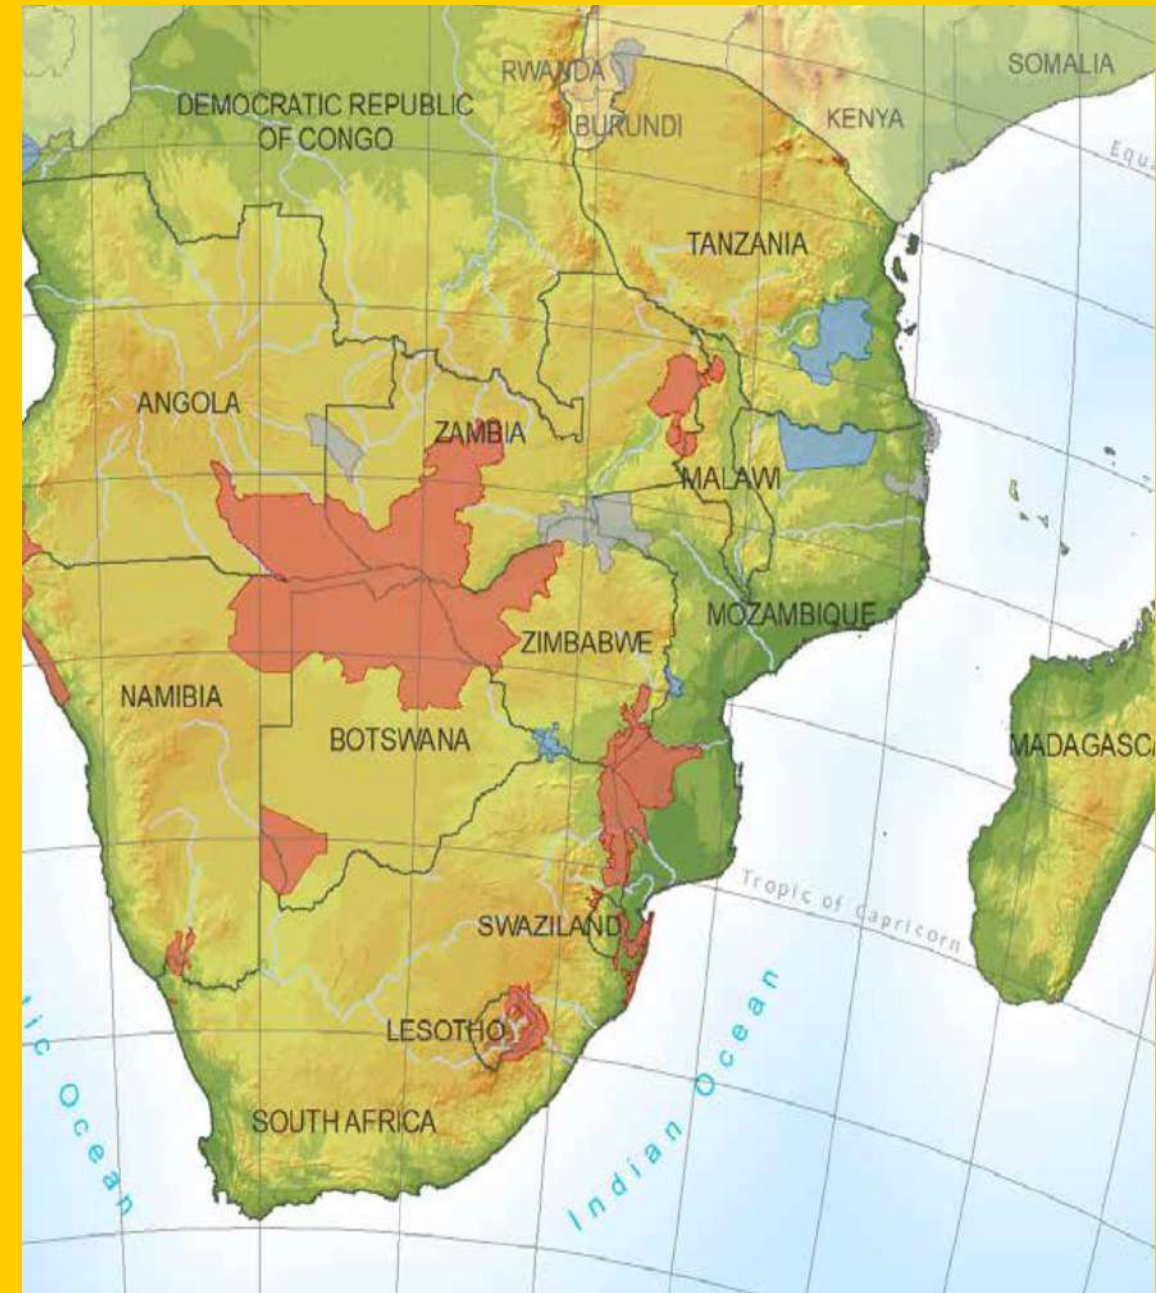 SOMALIA
RWANDA
DEMOCRATIC REPUBLIC
OF CONGO
BURUNDI
KENYA
TANZANIA
ANGOLA
ZAMBIA
MALAWI
MOZAMBIQUE
ZIMBABWE
NAMIBIA
BOTSWANA
MADAGASC
Tropic of Capricorn
SWAZILAND
LESOTHO
SOUTH AFRICA
Ocean
Indian Ocean